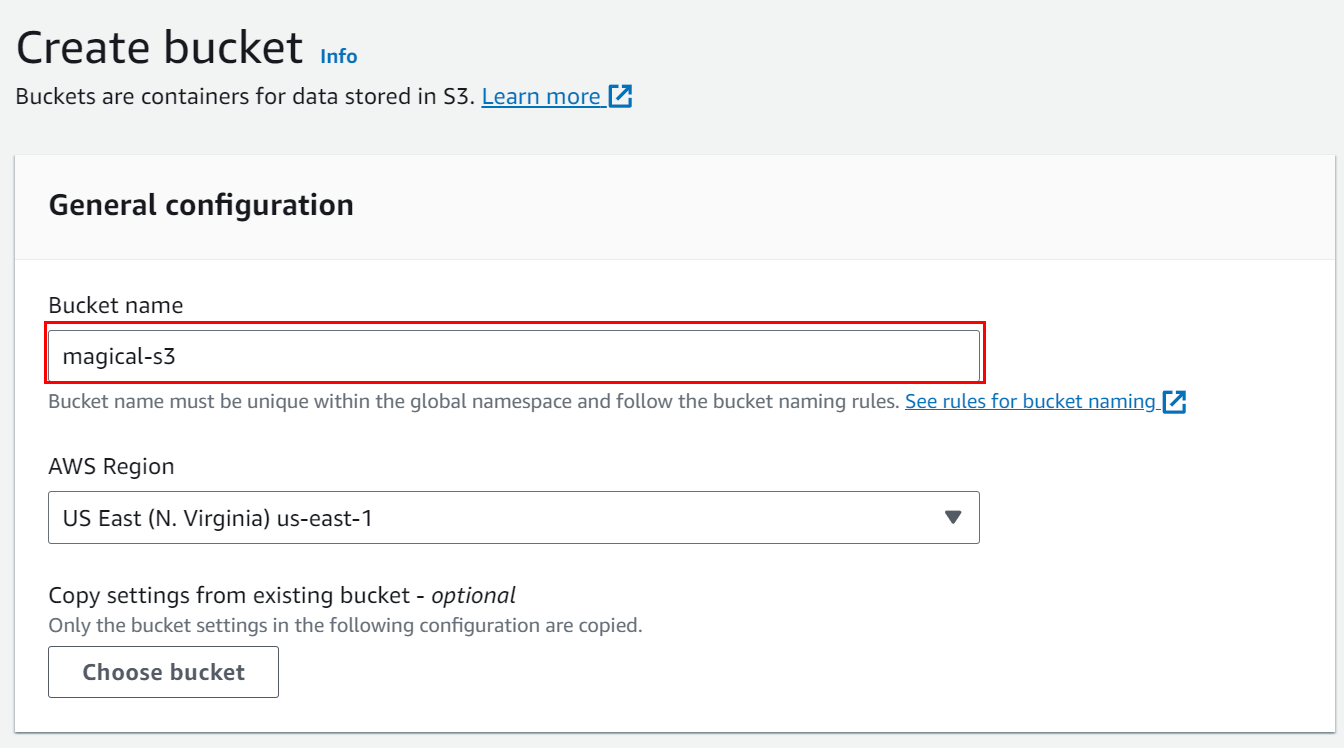 Create bucket Info
Buckets are containers for data stored in S3. Learn more
General configuration
Bucket name
magical-s3
Bucket name must be unique within the global namespace and follow the bucket naming rules. See rules for bucket naming
AWS Region
US East (N. Virginia) us-east-1
Copy settings from existing bucket - optional
Only the bucket settings in the following configuration are copied.
Choose bucket